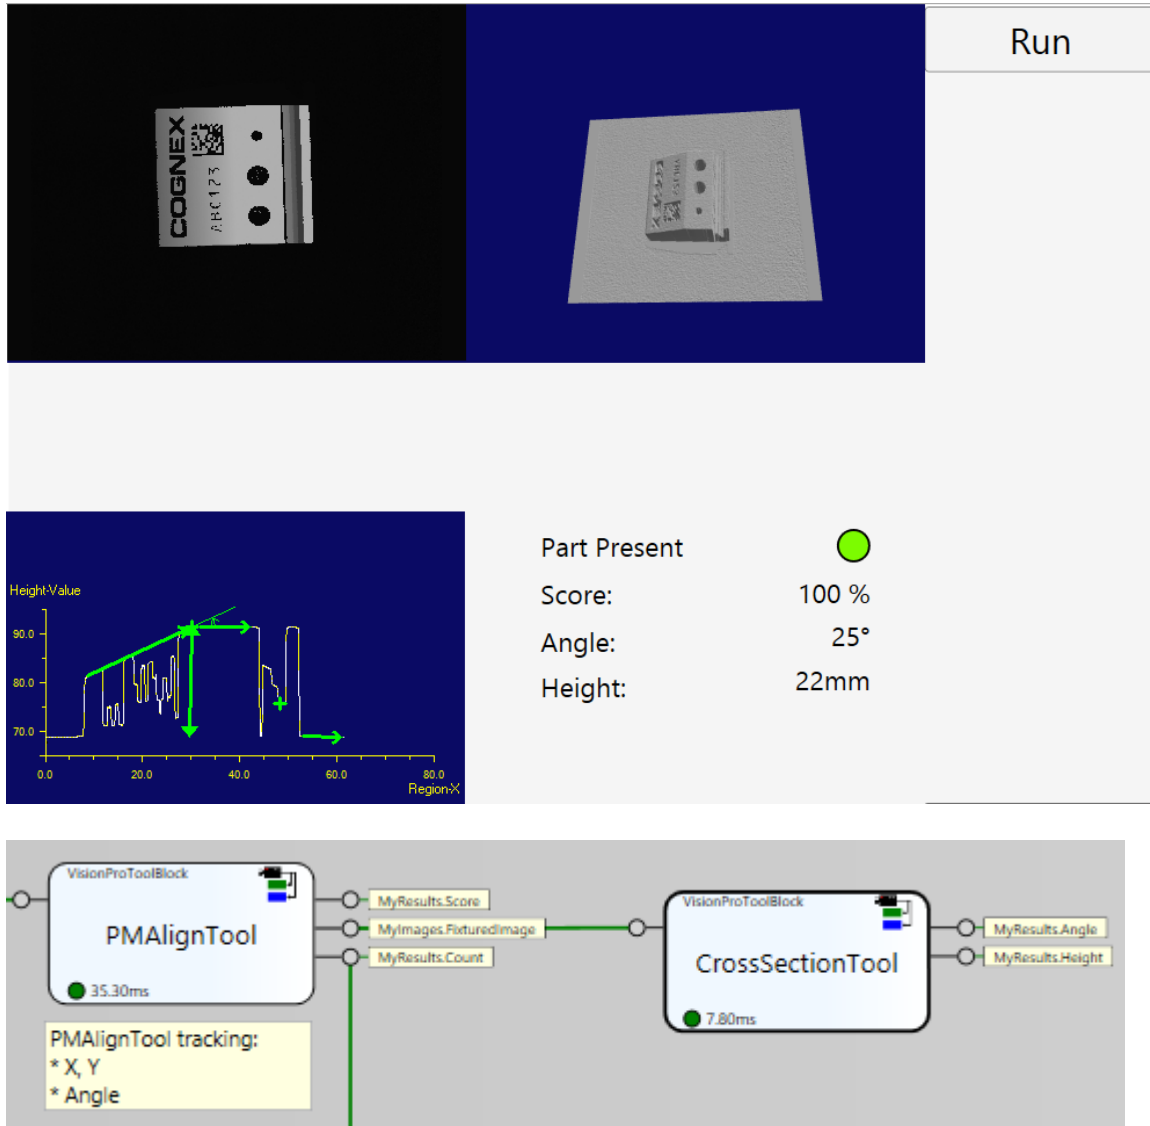 Run
COGNEX
ABC123
Height-Value
90.0
80.0
70.0
0.0 20.0 40.0 60.0 80.0
Region-X
Part Present
Score: 100 %
Angle: 25°
Height: 22mm
VisionProToolBlock
PMAlignTool
35.30ms
MyResults.Score
MyImages.FixturedImage
MyResults.Count
PMAlignTool tracking:
* X, Y
* Angle
VisionProToolBlock
CrossSectionTool
7.80ms
MyResults.Angle
MyResults.Height